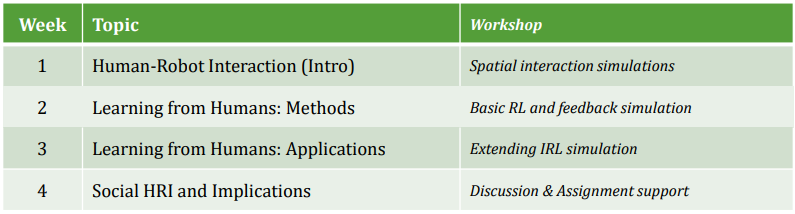 Week Topic Workshop
1 Human-Robot Interaction (Intro) Spatial interaction simulations
2 Learning from Humans: Methods Basic RL and feedback simulation
3 Learning from Humans: Applications Extending IRL simulation
4 Social HRI and Implications Discussion & Assignment support